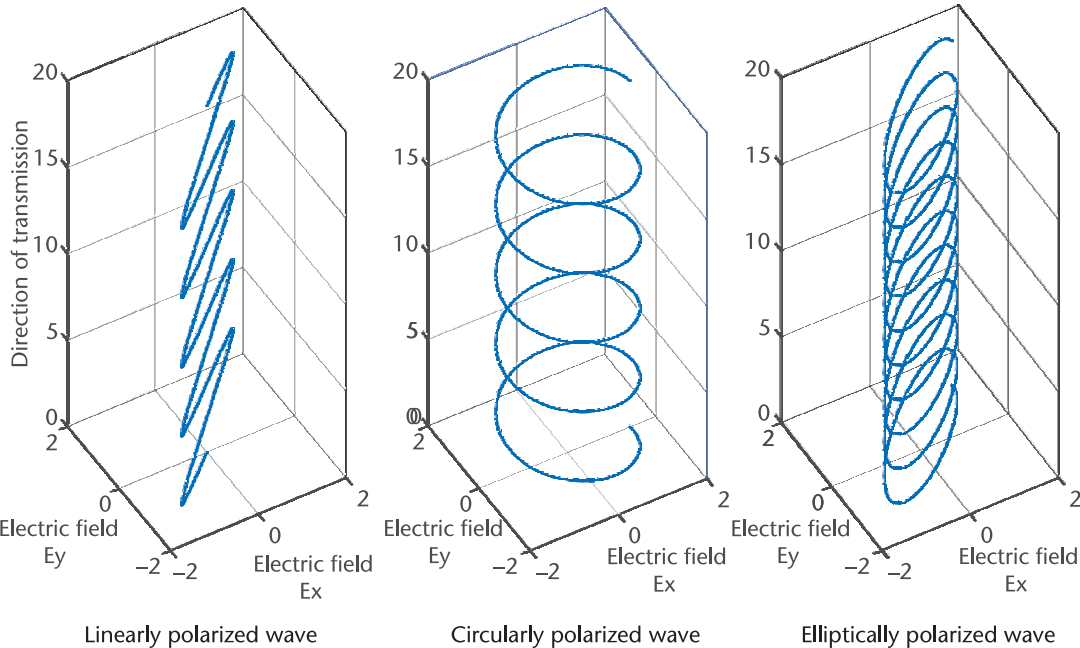 Direction of transmission
20
15
10
5
0
2
0
−2
−2
0
2
Electric field
Ey
Electric field
Ex
Linearly polarized wave
20
15
10
5
0
0
2
0
−2
−2
0
2
Electric field
Ey
Electric field
Ex
Circularly polarized wave
20
15
10
5
0
2
0
−2
−2
0
2
Electric field
Ey
Electric field
Ex
Elliptically polarized wave